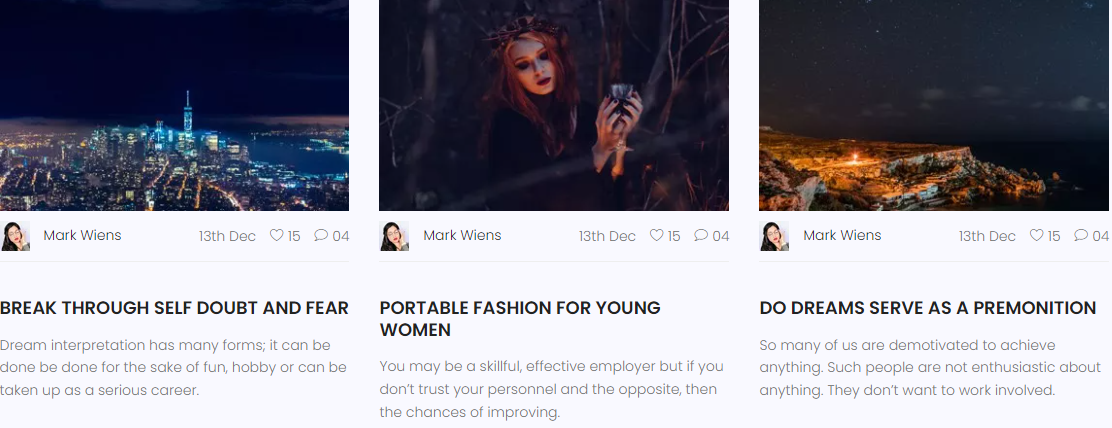 Mark Wiens 13th Dec 15 04
BREAK THROUGH SELF DOUBT AND FEAR
Dream interpretation has many forms; it can be
done be done for the sake of fun, hobby or can be
taken up as a serious career.
Mark Wiens 13th Dec 15 04
PORTABLE FASHION FOR YOUNG
WOMEN
You may be a skillful, effective employer but if you
don’t trust your personnel and the opposite, then
the chances of improving.
Mark Wiens 13th Dec 15 04
DO DREAMS SERVE AS A PREMONITION
So many of us are demotivated to achieve
anything. Such people are not enthusiastic about
anything. They don’t want to work involved.